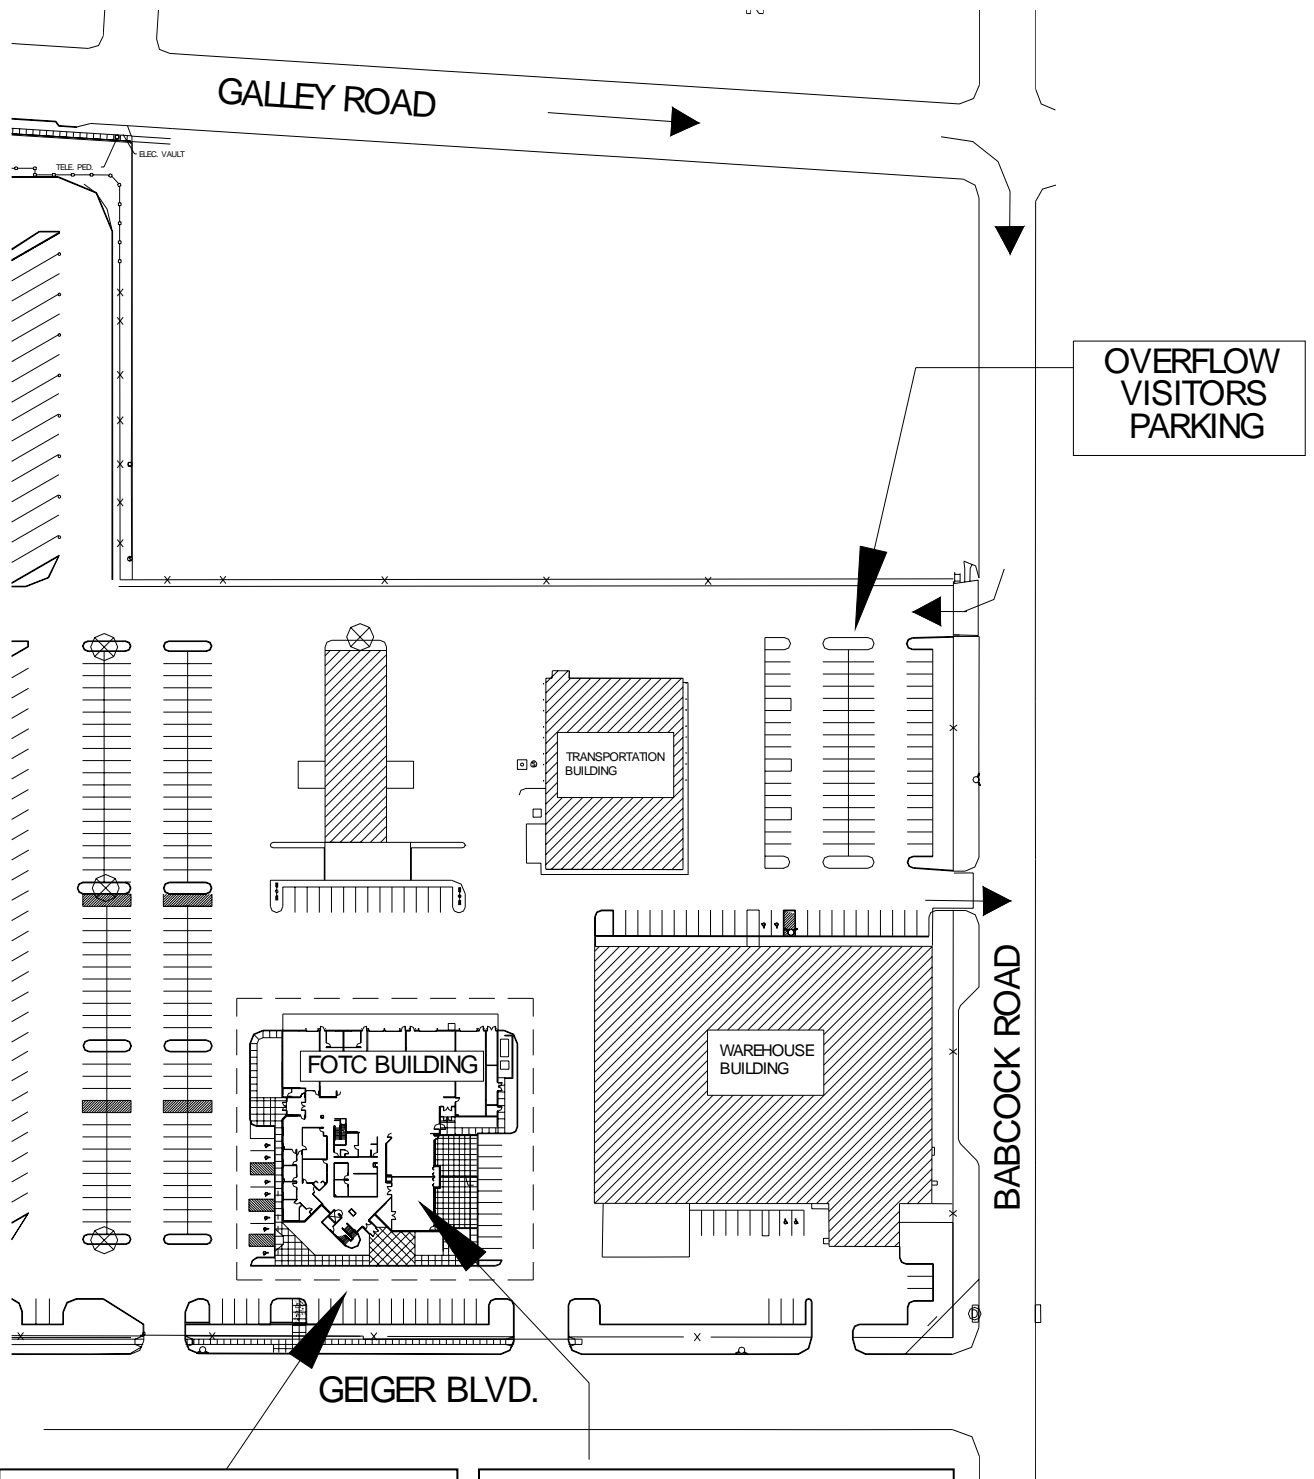 GALLEY ROAD
ELEC. VAULT
TELE. PED.
OVERFLOW
VISITORS
PARKING
TRANSPORTATION
BUILDING
BABCOCK ROAD
WAREHOUSE
BUILDING
FOTC BUILDING
GEIGER BLVD.